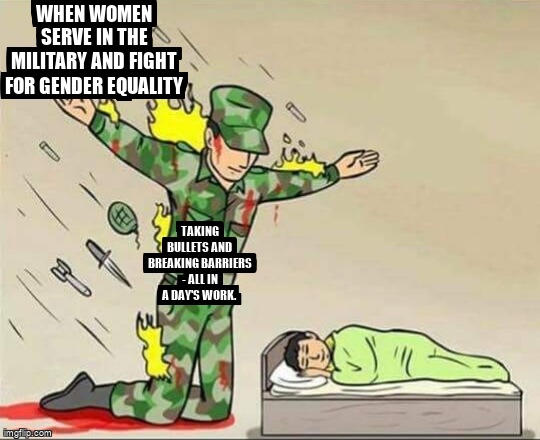 WHEN WOMEN
SERVE IN THE
MILITARY AND FIGHT
FOR GENDER EQUALITY
TAKING
BULLETS AND
BREAKING BARRIERS
- ALL IN
A DAY'S WORK.
imgflip.com